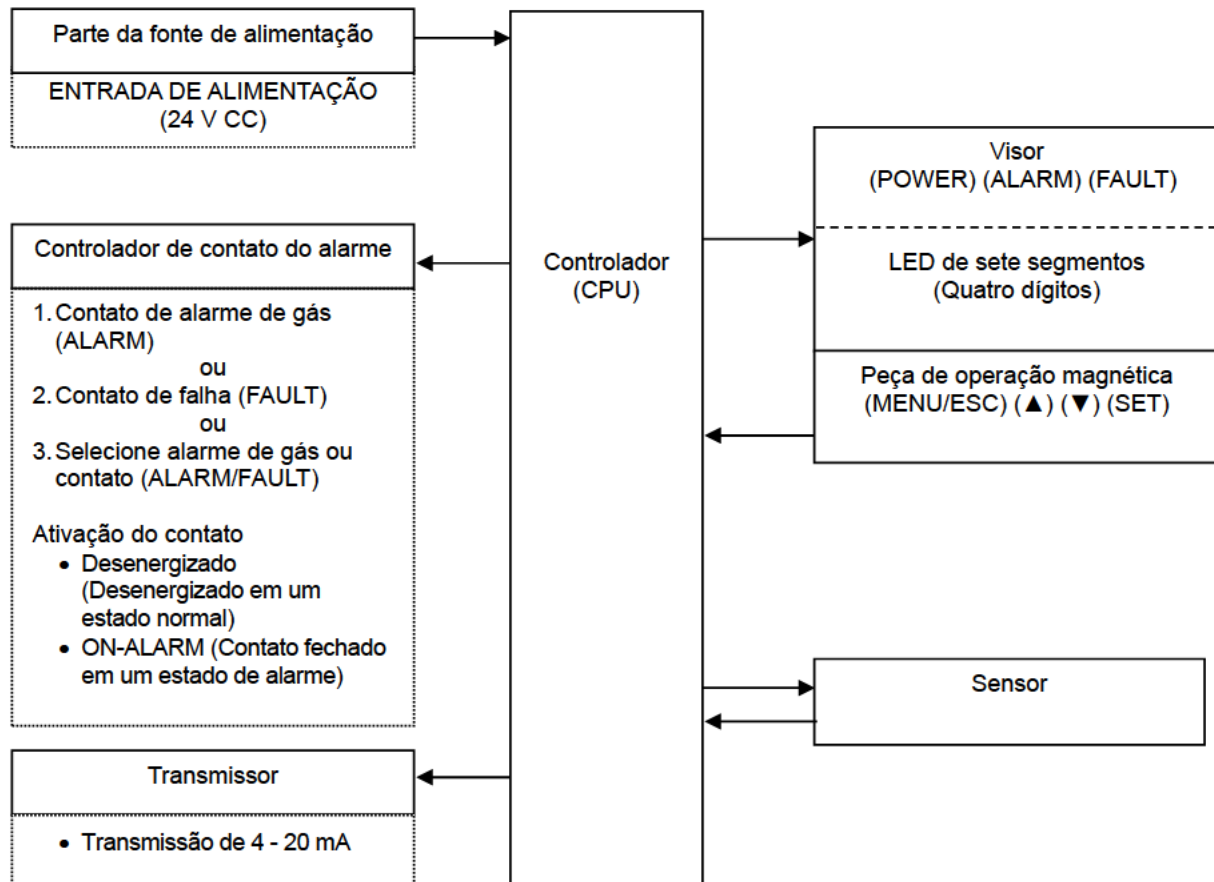 Parte da fonte de alimentação
ENTRADA DE ALIMENTAÇÃO
(24 V CC)
Controlador de contato do alarme
1. Contato de alarme de gás
(ALARM)
ou
2. Contato de falha (FAULT)
ou
3. Selecione alarme de gás ou
contato (ALARM/FAULT)
Ativação do contato
• Desenergizado
(Desenergizado em um
estado normal)
• ON-ALARM (Contato fechado
em um estado de alarme)
Transmissor
• Transmissão de 4 - 20 mA
Controlador
(CPU)
Visor
(POWER) (ALARM) (FAULT)
LED de sete segmentos
(Quatro dígitos)
Peça de operação magnética
(MENU/ESC) (▲) (▼) (SET)
Sensor